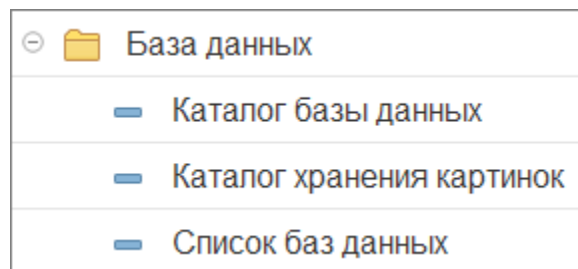 База данных
Каталог базы данных
Каталог хранения картинок
Список баз данных